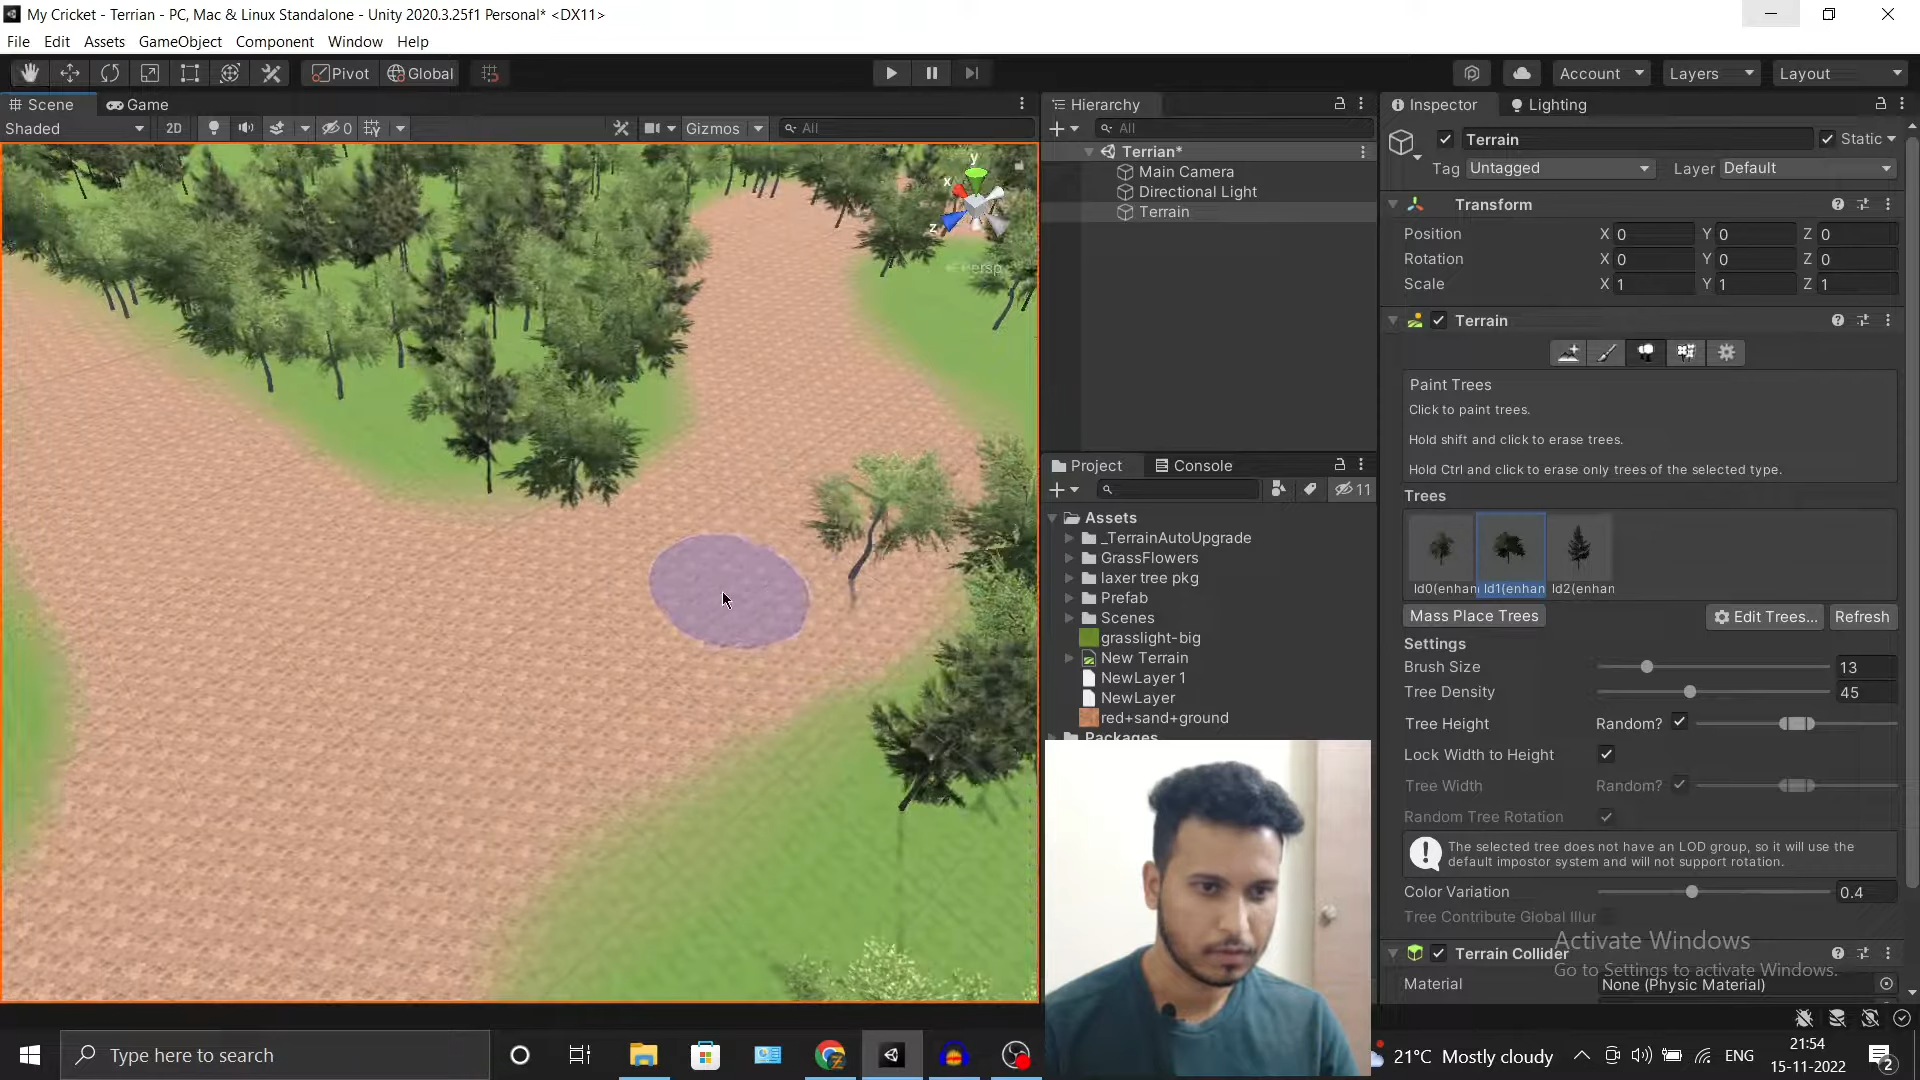 My Cricket - Terrian - PC, Mac & Linux Standalone - Unity 2020.3.25f1 Personal* <DX11>
File Edit Assets GameObject Component Window Help
Pivot Global Account Layers Layout
Scene Game
Shaded 2D 0 Gizmos All
y
x
z
Persp
Hierarchy
All
Terrian*
Main Camera
Directional Light
Terrain
Project Console
11
Assets
_TerrainAutoUpgrade
GrassFlowers
laxer tree pkg
Prefab
Scenes
grasslight-big
New Terrain
NewLayer 1
NewLayer
red+sand+ground
Packages
Inspector Lighting
Terrain Static
Tag Untagged Layer Default
Transform
Position X 0 Y 0 Z 0
Rotation X 0 Y 0 Z 0
Scale X 1 Y 1 Z 1
Terrain
Paint Trees
Click to paint trees.
Hold shift and click to erase trees.
Hold Ctrl and click to erase only trees of the selected type.
Trees
ld0(enhan ld1(enhan ld2(enhan
Mass Place Trees Edit Trees... Refresh
Settings
Brush Size 13
Tree Density 45
Tree Height Random?
Lock Width to Height
Tree Width Random?
Random Tree Rotation
The selected tree does not have an LOD group, so it will use the
default impostor system and will not support rotation.
Color Variation 0.4
Tree Contribute Global Illur
Activate Windows
Terrain Collider
Go to Settings to activate Windows.
Material None (Physic Material)
Type here to search
21°C Mostly cloudy ENG 21:54
15-11-2022
2